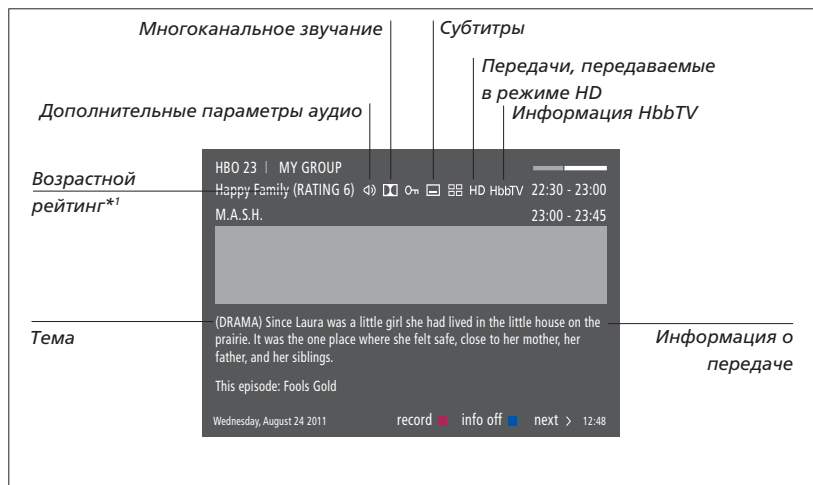 Многоканальное звучание
Субтитры
Передачи, передаваемые
в режиме HD
Дополнительные параметры аудио
Информация HbbTV
Возрастной
рейтинг*1
HBO 23 | MY GROUP
Happy Family (RATING 6) HD HbbTV 22:30 - 23:00
M.A.S.H. 23:00 - 23:45
Тема
(DRAMA) Since Laura was a little girl she had lived in the little house on the
prairie. It was the one place where she felt safe, close to her mother, her
father, and her siblings.
This episode: Fools Gold
Информация о
передаче
Wednesday, August 24 2011 record info off next > 12:48